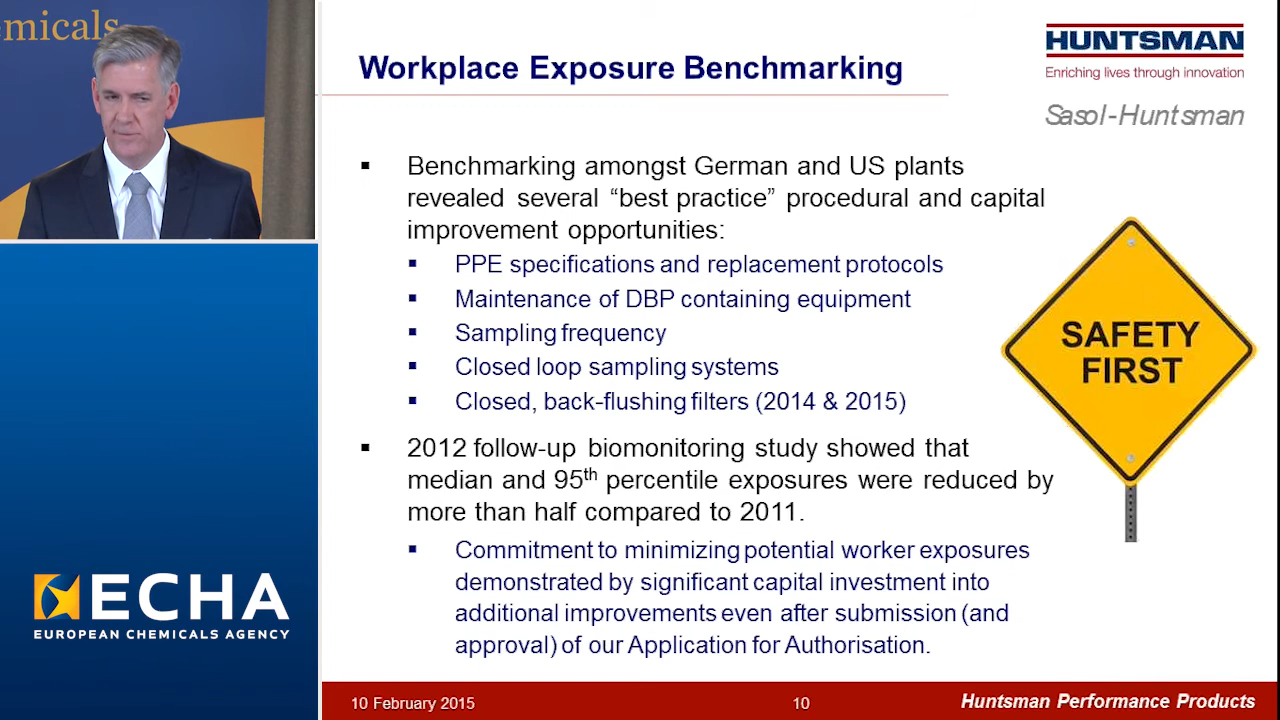 emicals
Workplace Exposure Benchmarking
HUNTSMAN
Enriching lives through innovation
Sasol-Huntsman
▪ Benchmarking amongst German and US plants
revealed several “best practice” procedural and capital
improvement opportunities:
▪ PPE specifications and replacement protocols
▪ Maintenance of DBP containing equipment
▪ Sampling frequency
▪ Closed loop sampling systems
▪ Closed, back-flushing filters (2014 & 2015)
▪ 2012 follow-up biomonitoring study showed that
median and 95th percentile exposures were reduced by
more than half compared to 2011.
▪ Commitment to minimizing potential worker exposures
demonstrated by significant capital investment into
additional improvements even after submission (and
approval) of our Application for Authorisation.
SAFETY
FIRST
ECHA
EUROPEAN CHEMICALS AGENCY
10 February 2015
10
Huntsman Performance Products